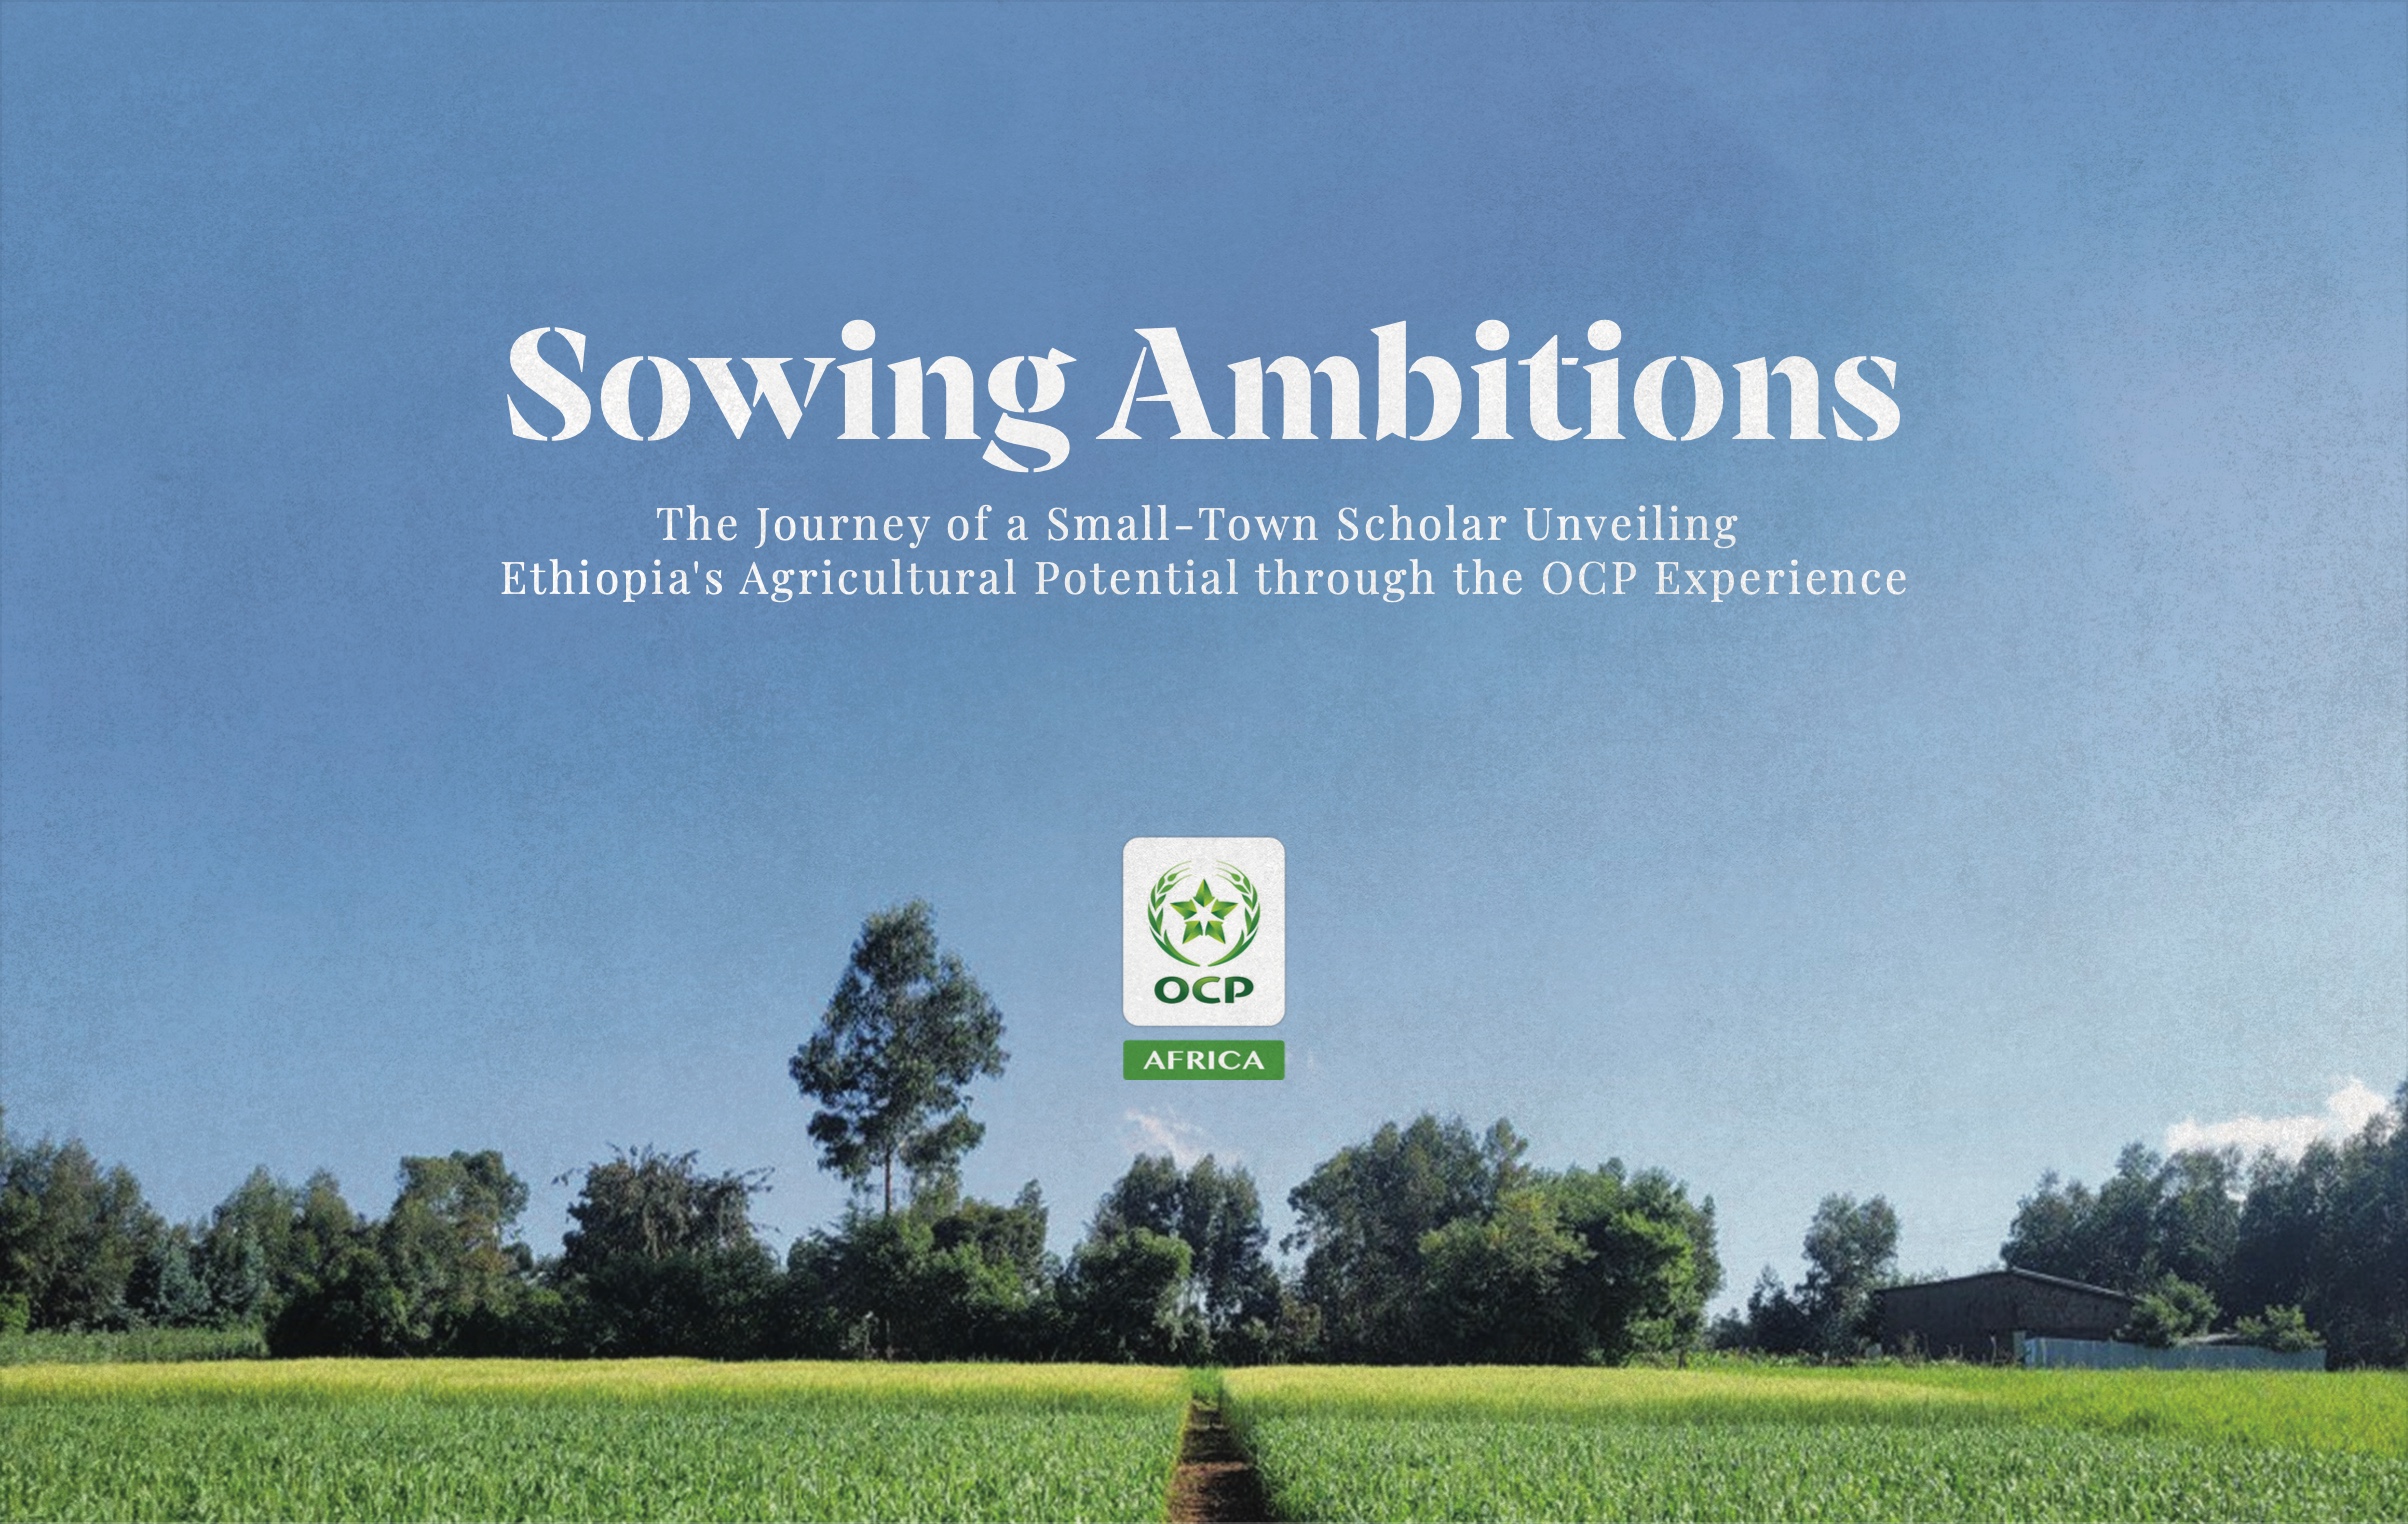 Sowing Ambitions
The Journey of a Small-Town Scholar Unveiling
Ethiopia's Agricultural Potential through the OCP Experience
OCP
AFRICA